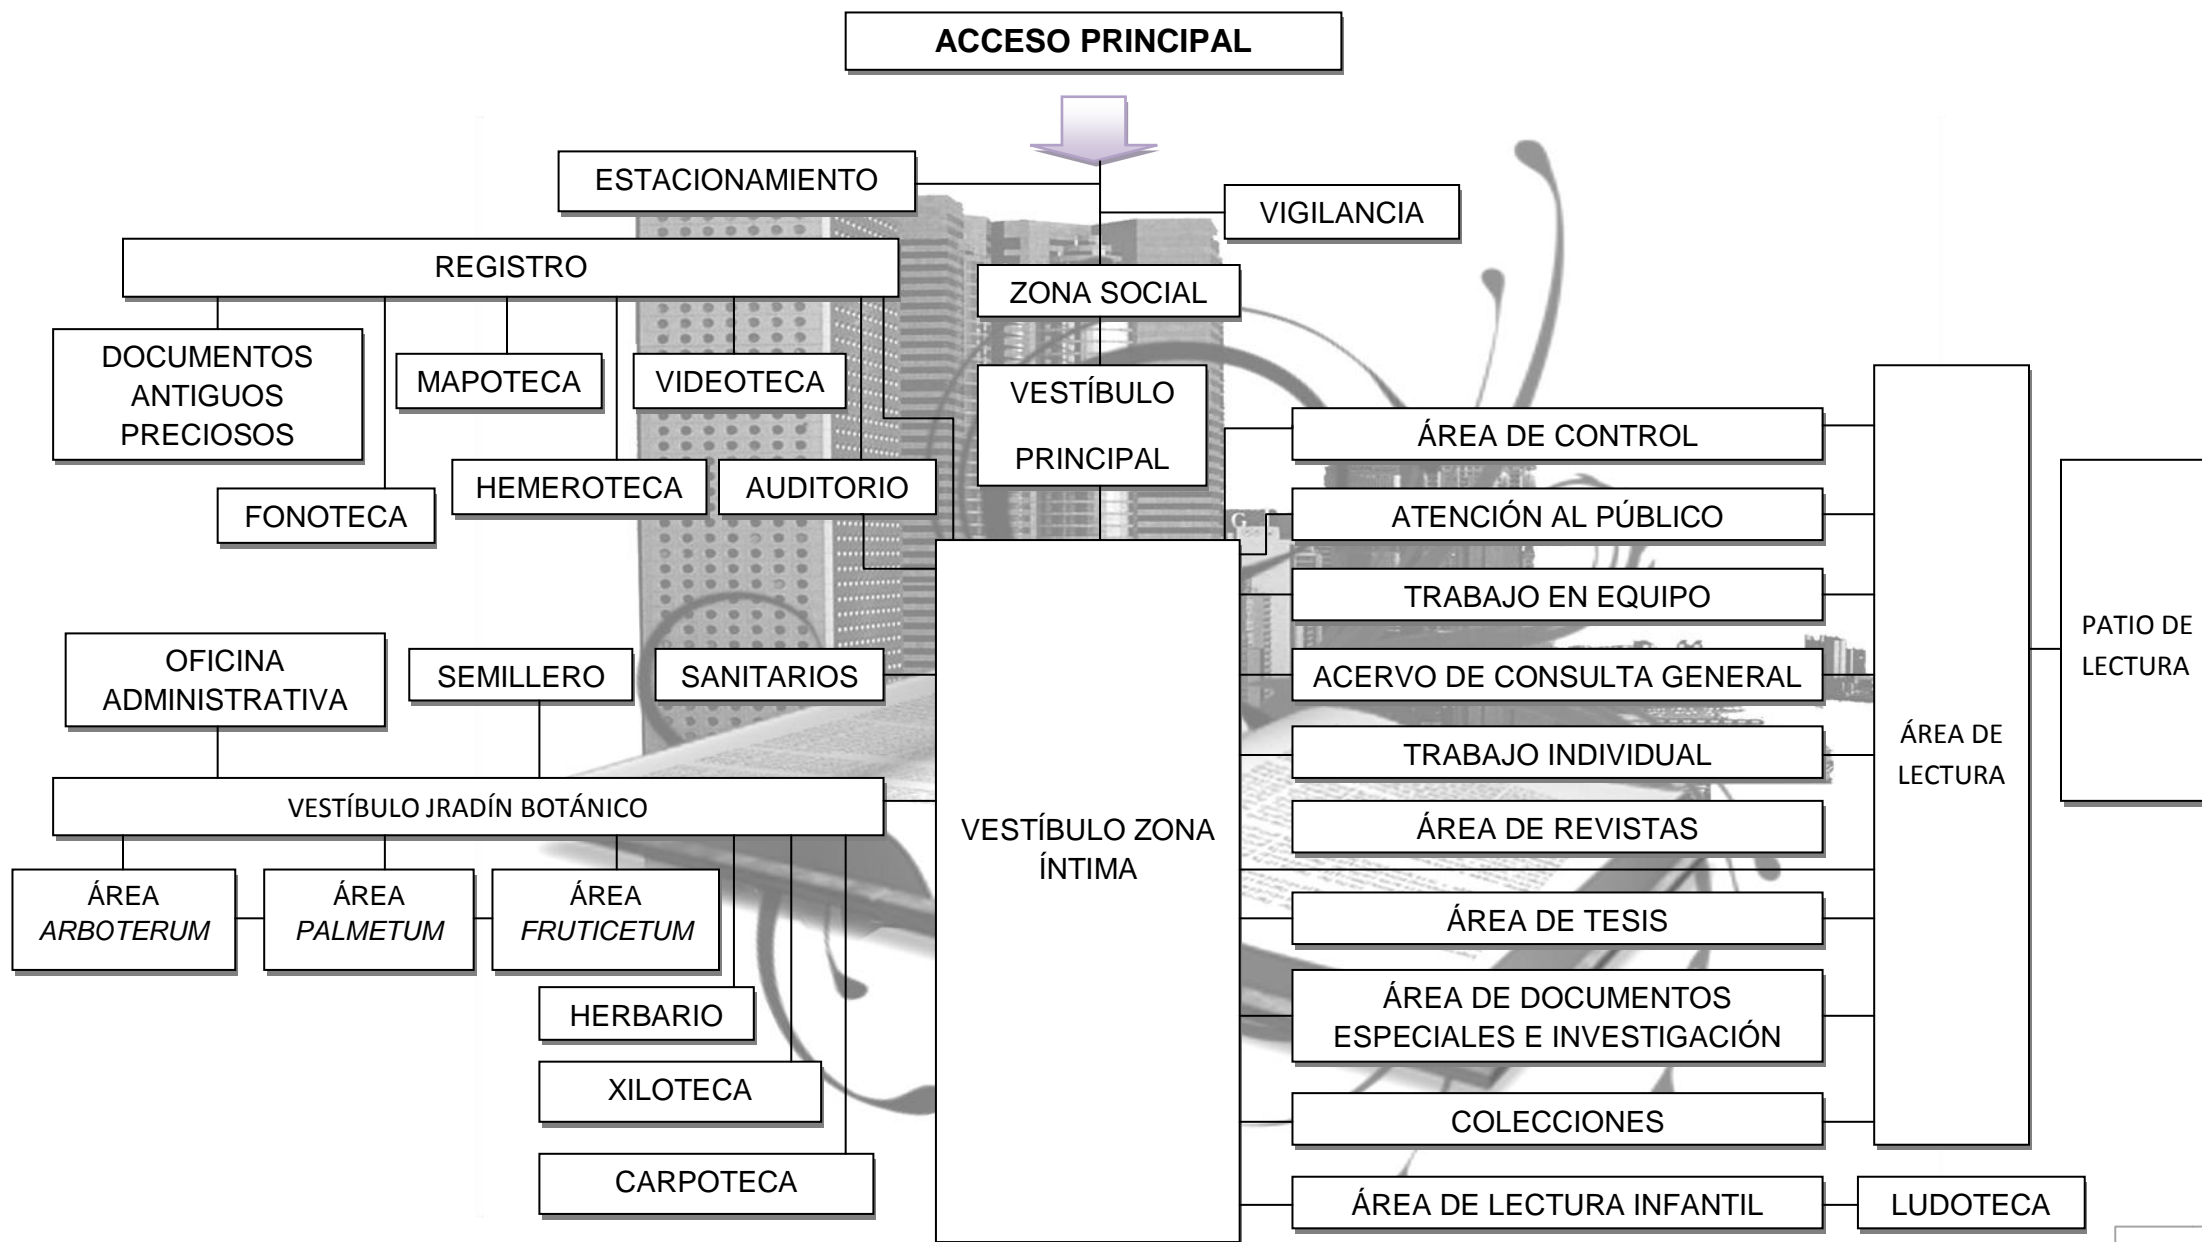 ACCESO PRINCIPAL
ESTACIONAMIENTO
VIGILANCIA
REGISTRO
ZONA SOCIAL
DOCUMENTOS
ANTIGUOS
PRECIOSOS
MAPOTECA
VIDEOTECA
VESTÍBULO
PRINCIPAL
FONOTECA
HEMEROTECA
AUDITORIO
ÁREA DE CONTROL
ATENCIÓN AL PÚBLICO
TRABAJO EN EQUIPO
ACERVO DE CONSULTA GENERAL
TRABAJO INDIVIDUAL
ÁREA DE REVISTAS
ÁREA DE TESIS
ÁREA DE DOCUMENTOS
ESPECIALES E INVESTIGACIÓN
COLECCIONES
ÁREA DE LECTURA INFANTIL
LUDOTECA
ÁREA DE
LECTURA
PATIO DE
LECTURA
OFICINA
ADMINISTRATIVA
SEMILLERO
SANITARIOS
VESTÍBULO JRADÍN BOTÁNICO
VESTÍBULO ZONA
ÍNTIMA
ÁREA
ARBOTERUM
ÁREA
PALMETUM
ÁREA
FRUTICETUM
HERBARIO
XILOTECA
CARPOTECA
G